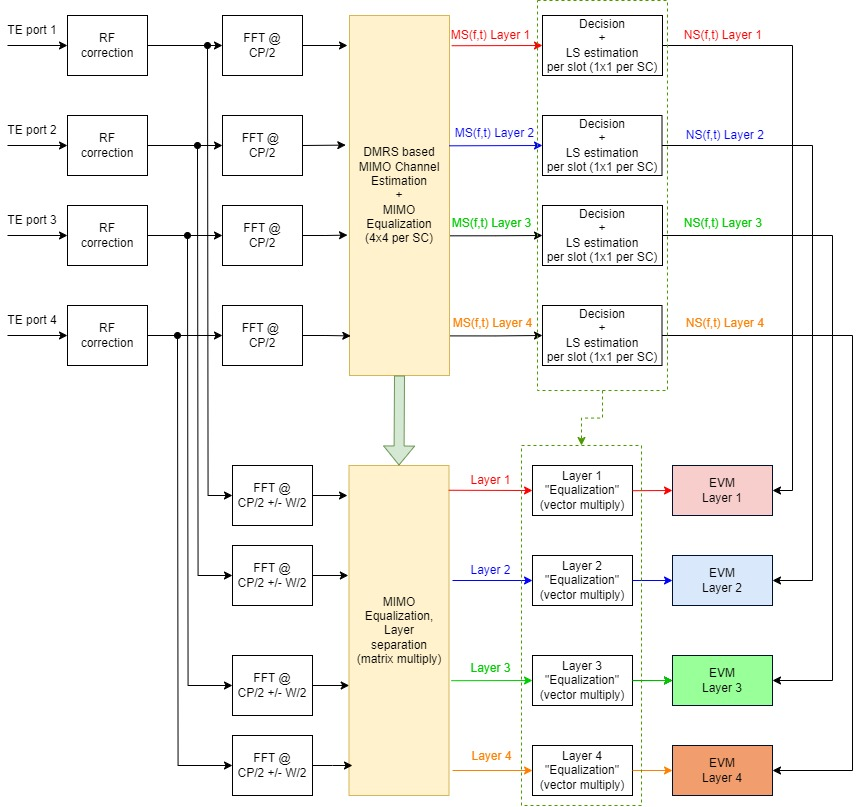 TE port 1
RF
correction
FFT @
CP/2
MS(f,t) Layer 1
Decision
+
LS estimation
per slot (1x1 per SC)
NS(f,t) Layer 1
TE port 2
RF
correction
FFT @
CP/2
DMRS based
MIMO Channel
Estimation
+
MIMO
Equalization
(4x4 per SC)
MS(f,t) Layer 2
Decision
+
LS estimation
per slot (1x1 per SC)
NS(f,t) Layer 2
TE port 3
RF
correction
FFT @
CP/2
MS(f,t) Layer 3
Decision
+
LS estimation
per slot (1x1 per SC)
NS(f,t) Layer 3
TE port 4
RF
correction
FFT @
CP/2
MS(f,t) Layer 4
Decision
+
LS estimation
per slot (1x1 per SC)
NS(f,t) Layer 4
FFT @
CP/2 +/- W/2
Layer 1
Layer 1
"Equalization"
(vector multiply)
EVM
Layer 1
FFT @
CP/2 +/- W/2
Layer 2
Layer 2
"Equalization"
(vector multiply)
EVM
Layer 2
MIMO
Equalization,
Layer
separation
(matrix multiply)
FFT @
CP/2 +/- W/2
Layer 3
Layer 3
"Equalization"
(vector multiply)
EVM
Layer 3
FFT @
CP/2 +/- W/2
Layer 4
Layer 4
"Equalization"
(vector multiply)
EVM
Layer 4